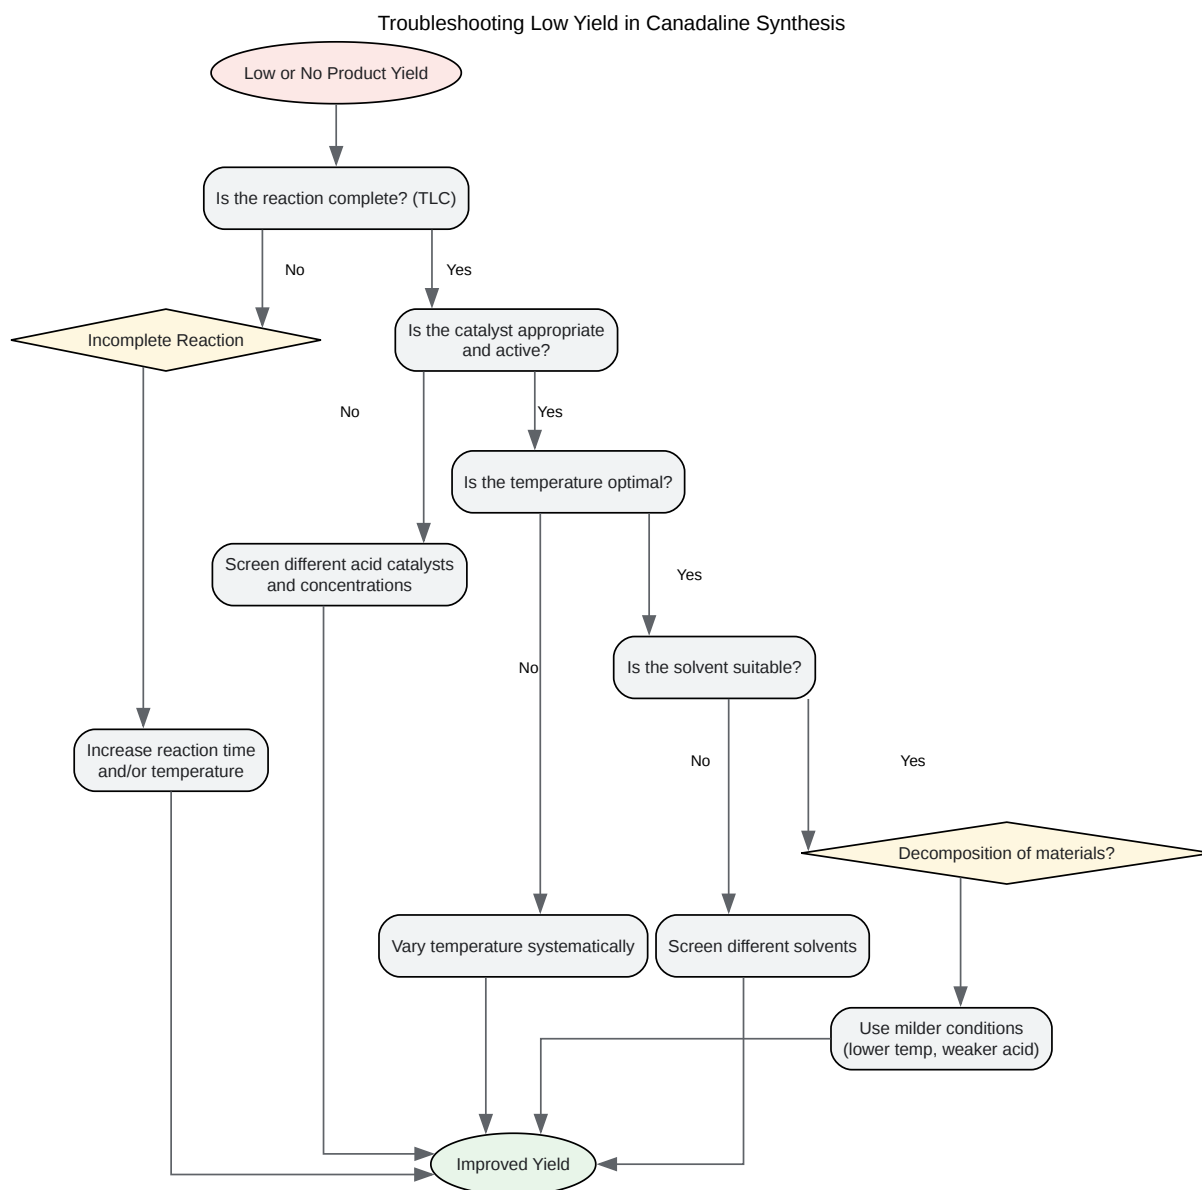 Troubleshooting Low Yield in Canadaline Synthesis
Low or No Product Yield
Is the reaction complete? (TLC)
No
Yes
Incomplete Reaction
Is the catalyst appropriate
and active?
No
Yes
Is the temperature optimal?
Screen different acid catalysts
and concentrations
Yes
No
Is the solvent suitable?
Increase reaction time
and/or temperature
No
Yes
Decomposition of materials?
Vary temperature systematically
Screen different solvents
Use milder conditions
(lower temp, weaker acid)
Improved Yield